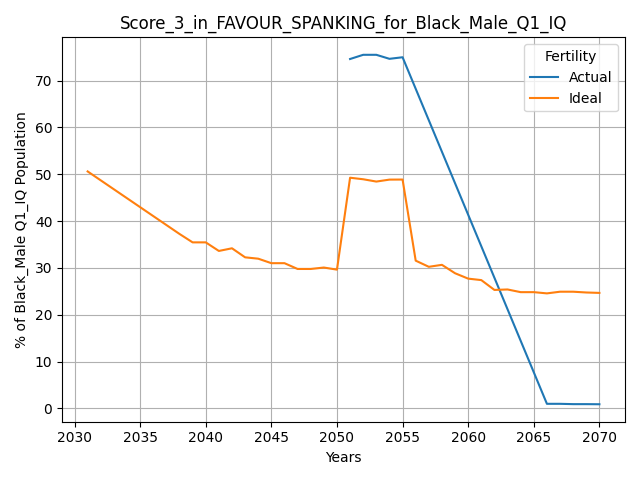 Score_3_in_FAVOUR_SPANKING_for_Black_Male_Q1_IQ
Fertility
Actual
Ideal
% of Black_Male Q1_IQ Population
70
60
50
40
30
20
10
0
2030 2035 2040 2045 2050 2055 2060 2065 2070
Years